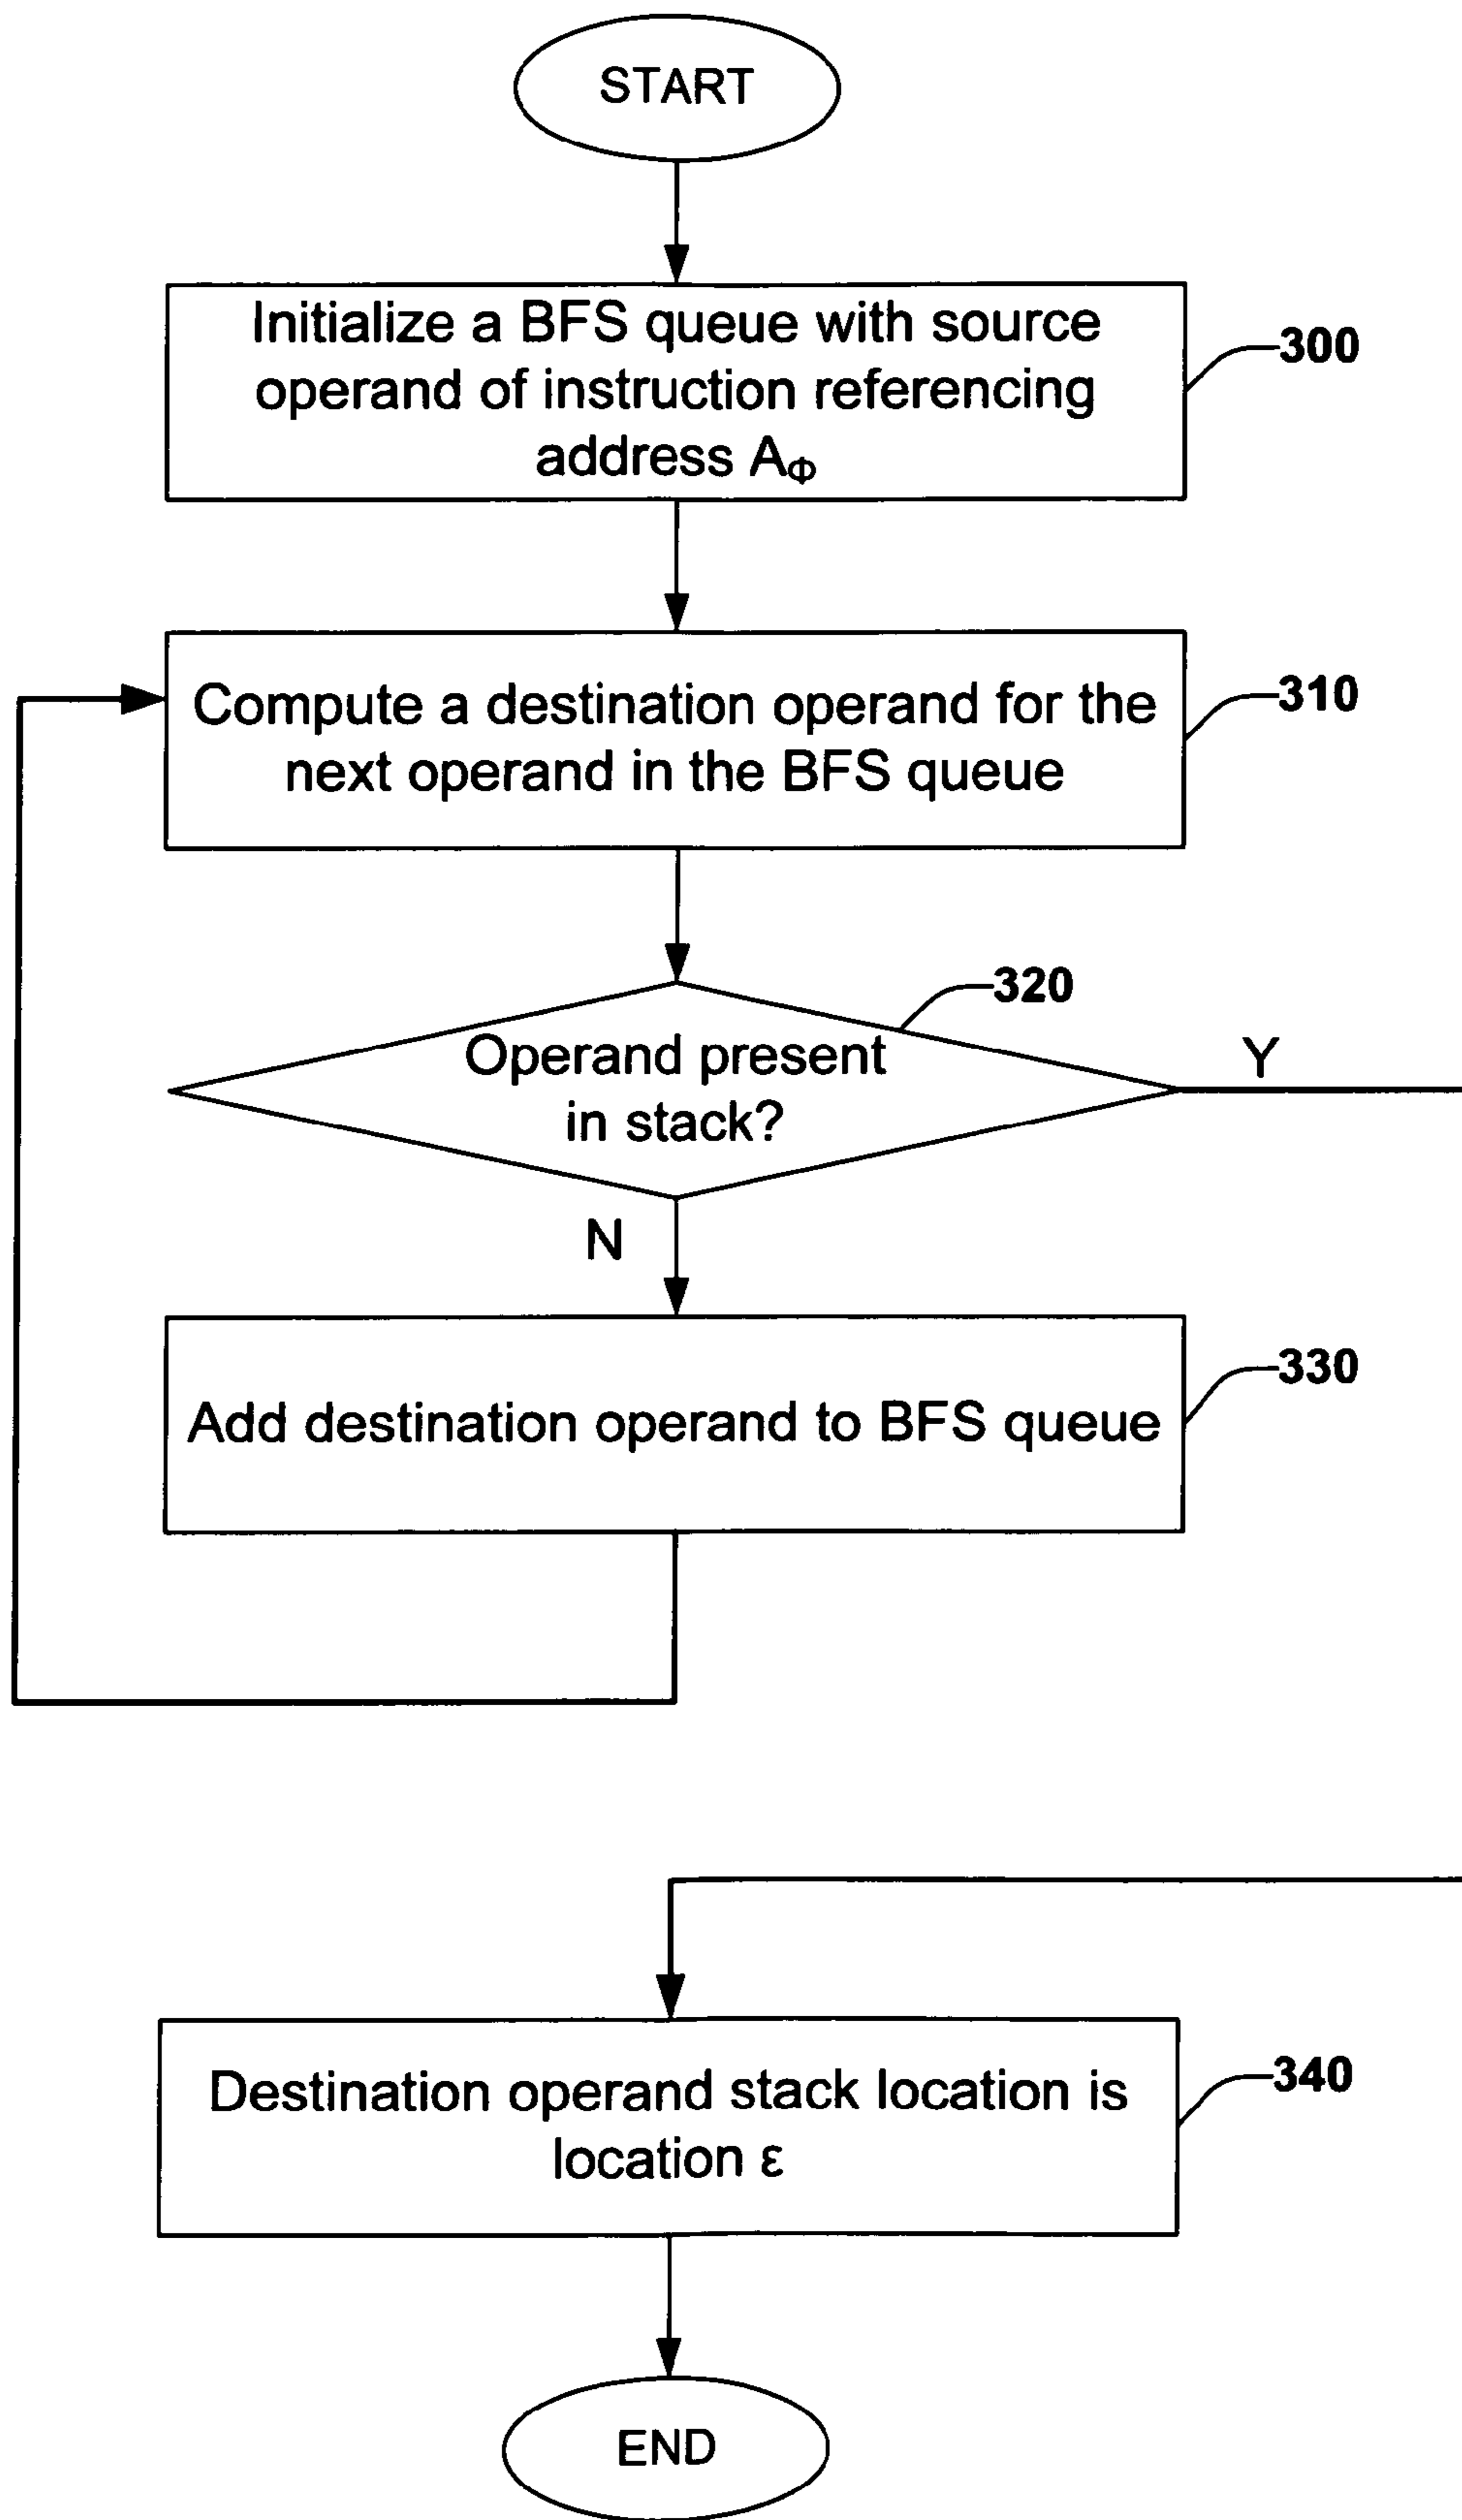 START
Initialize a BFS queue with source
operand of instruction referencing
address AΦ
300
Compute a destination operand for the
next operand in the BFS queue
310
320
Operand present
in stack?
Y
N
Add destination operand to BFS queue
330
Destination operand stack location is
location ε
340
END